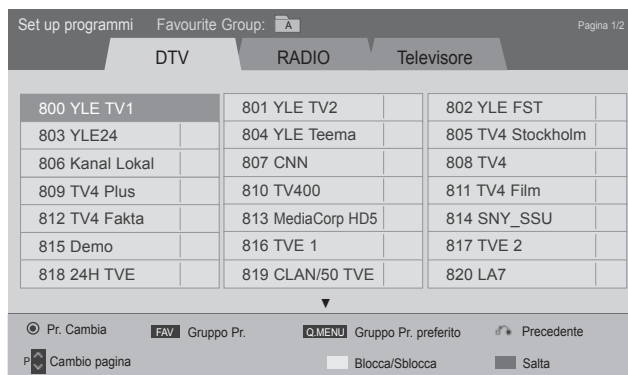 Set up programmi Favourite Group: A Pagina 1/2
DTV RADIO Televisore
800 YLE TV1 801 YLE TV2 802 YLE FST
803 YLE24 804 YLE Teema 805 TV4 Stockholm
806 Kanal Lokal 807 CNN 808 TV4
809 TV4 Plus 810 TV400 811 TV4 Film
812 TV4 Fakta 813 MediaCorp HD5 814 SNY_SSU
815 Demo 816 TVE 1 817 TVE 2
818 24H TVE 819 CLAN/50 TVE 820 LA7
Pr. Cambia FAV Gruppo Pr. Q.MENU Gruppo Pr. preferito Precedente
P Cambio pagina Blocca/Sblocca Salta